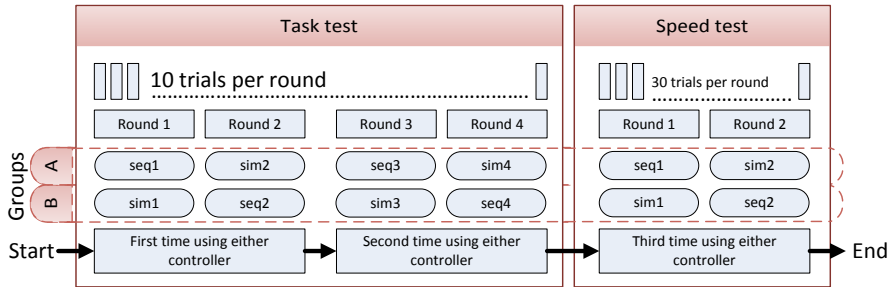 Task test
Speed test
10 trials per round
30 trials per round
Round 1 Round 2 Round 3 Round 4 Round 1 Round 2
Groups
A seq1 sim2 seq3 sim4 seq1 sim2
B sim1 seq2 sim3 seq4 sim1 seq2
Start
First time using either
controller
Second time using either
controller
Third time using either
controller
End